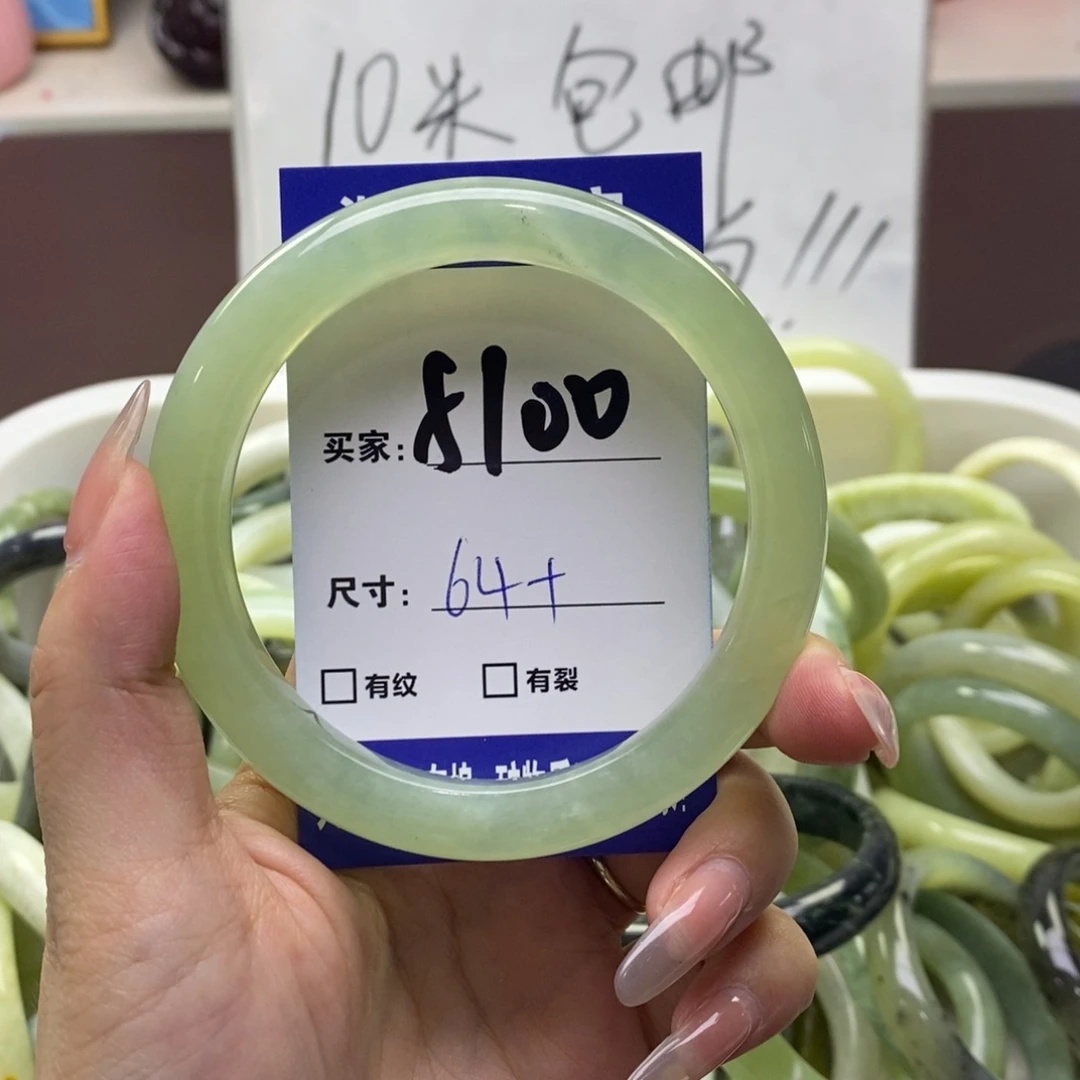 10米包邮
!!!
买家: 8100
尺寸: 64+
□有纹 □有裂